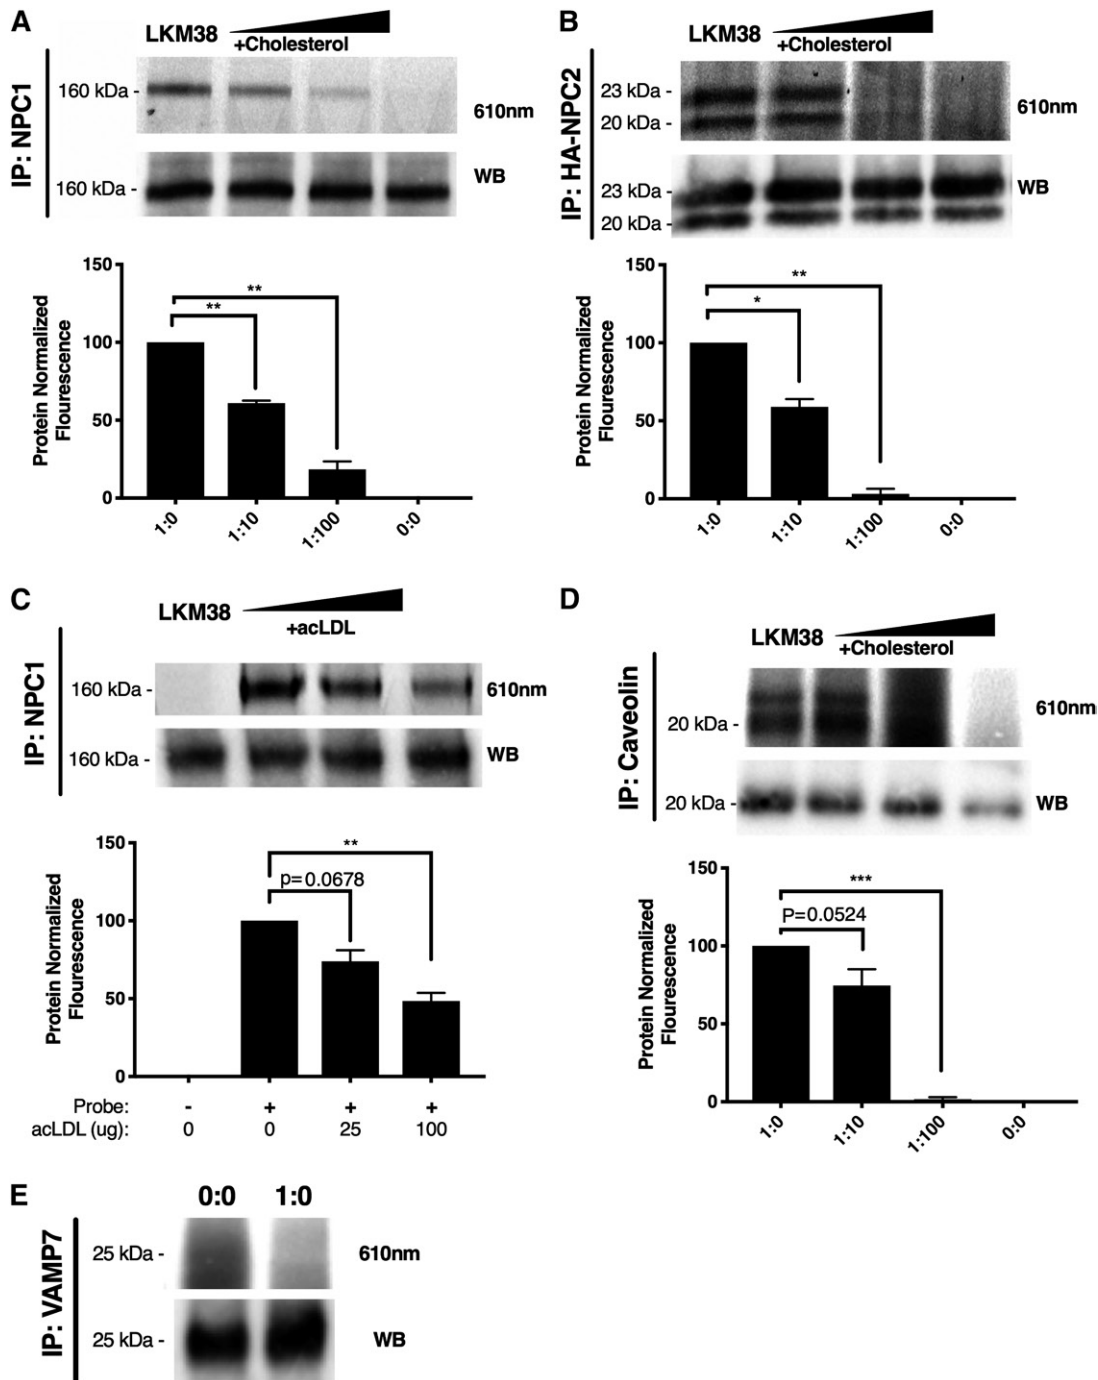 A
LKM38
+Cholesterol
IP: NPC1
160 kDa -
610nm
160 kDa -
WB
Protein Normalized
Flourescence
150
100
50
0
**
**
1:0
1:10
1:100
0:0
B
LKM38
+Cholesterol
IP: HA-NPC2
23 kDa -
20 kDa -
610nm
23 kDa -
20 kDa -
WB
Protein Normalized
Flourescence
150
100
50
0
**
*
1:0
1:10
1:100
0:0
C
LKM38
+acLDL
IP: NPC1
160 kDa -
610nm
160 kDa -
WB
Protein Normalized
Flourescence
150
100
50
0
**
p=0.0678
Probe: - + + +
acLDL (ug): 0 0 25 100
D
LKM38
+Cholesterol
IP: Caveolin
20 kDa -
610nm
20 kDa -
WB
Protein Normalized
Flourescence
150
100
50
0
***
P=0.0524
1:0
1:10
1:100
0:0
E
0:0 1:0
IP: VAMP7
25 kDa -
610nm
25 kDa -
WB